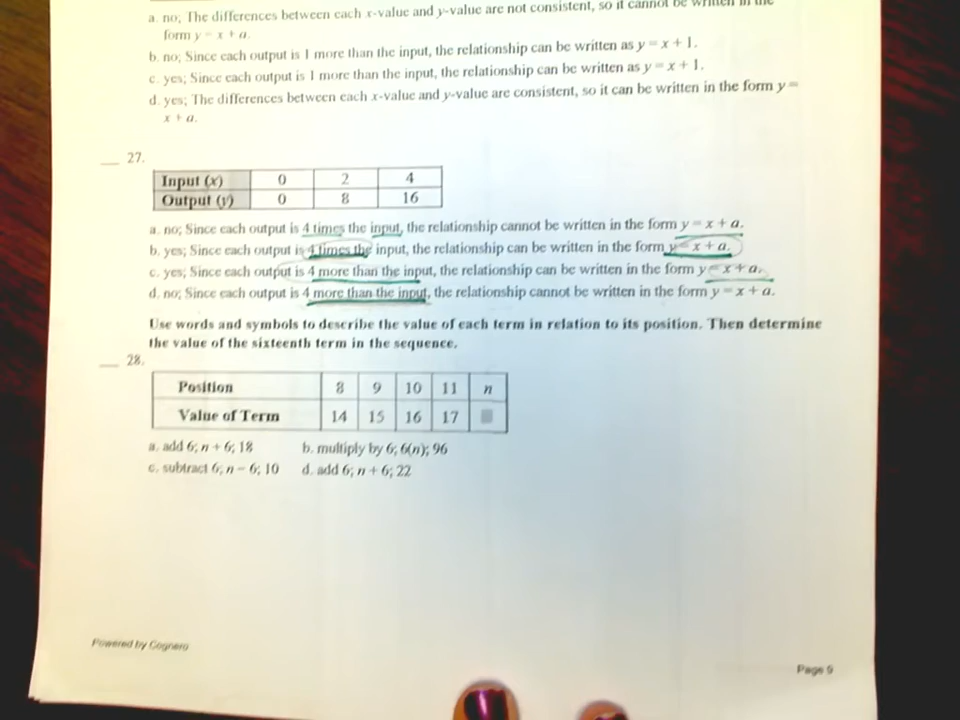 a. no; The differences between each x-value and y-value are not consistent, so it cannot be written in the
form y = x + a.
b. no; Since each output is 1 more than the input, the relationship can be written as y = x + 1.
c. yes; Since each output is 1 more than the input, the relationship can be written as y = x + 1.
d. yes; The differences between each x-value and y-value are consistent, so it can be written in the form y =
x + a.
27.
Input (x) 0 2 4
Output (y) 0 8 16
a. no; Since each output is 4 times the input, the relationship cannot be written in the form y = x + a.
b. yes; Since each output is 4 times the input, the relationship can be written in the form y = x + a.
c. yes; Since each output is 4 more than the input, the relationship can be written in the form y = x + a.
d. no; Since each output is 4 more than the input, the relationship cannot be written in the form y = x + a.
Use words and symbols to describe the value of each term in relation to its position. Then determine
the value of the sixteenth term in the sequence.
28.
Position 8 9 10 11 n
Value of Term 14 15 16 17
a. add 6; n + 6; 18 b. multiply by 6; 6(n); 96
c. subtract 6; n − 6; 10 d. add 6; n + 6; 22
Powered by Cognero
Page 9